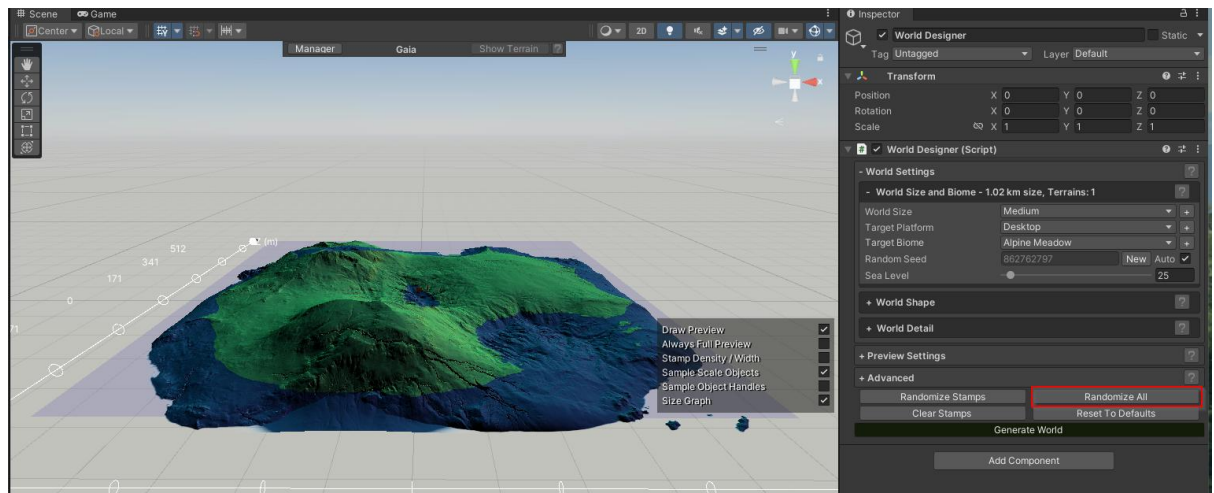 Scene Game
Center Local 2D
Manager Gaia Show Terrain ?
y
x
512 (m)
341
171
0
71
Draw Preview
Always Full Preview
Stamp Density / Width
Sample Scale Objects
Sample Object Handles
Size Graph
Inspector
World Designer Static
Tag Untagged Layer Default
Transform
Position X 0 Y 0 Z 0
Rotation X 0 Y 0 Z 0
Scale X 1 Y 1 Z 1
# World Designer (Script)
- World Settings ?
- World Size and Biome - 1.02 km size, Terrains: 1 ?
World Size Medium +
Target Platform Desktop +
Target Biome Alpine Meadow +
Random Seed 862762797 New Auto
Sea Level 25
+ World Shape ?
+ World Detail ?
+ Preview Settings ?
+ Advanced ?
Randomize Stamps Randomize All
Clear Stamps Reset To Defaults
Generate World
Add Component